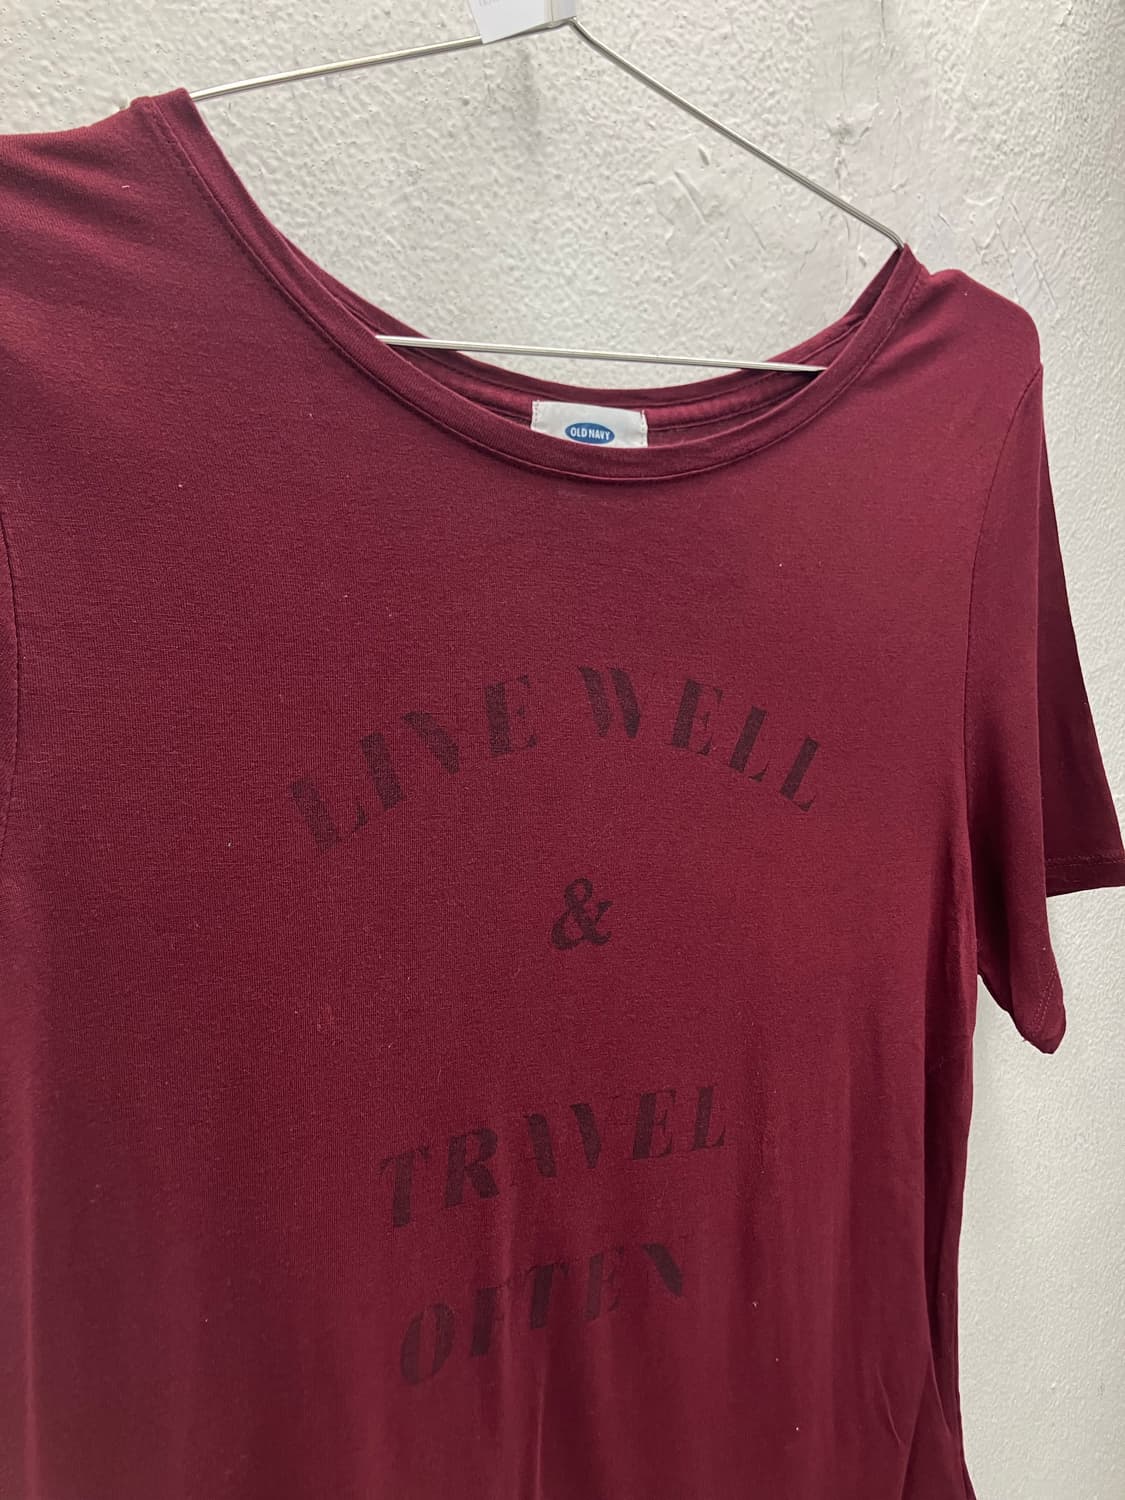 OLD NAVY
LIVE WELL
&
TRAVEL
OFTEN